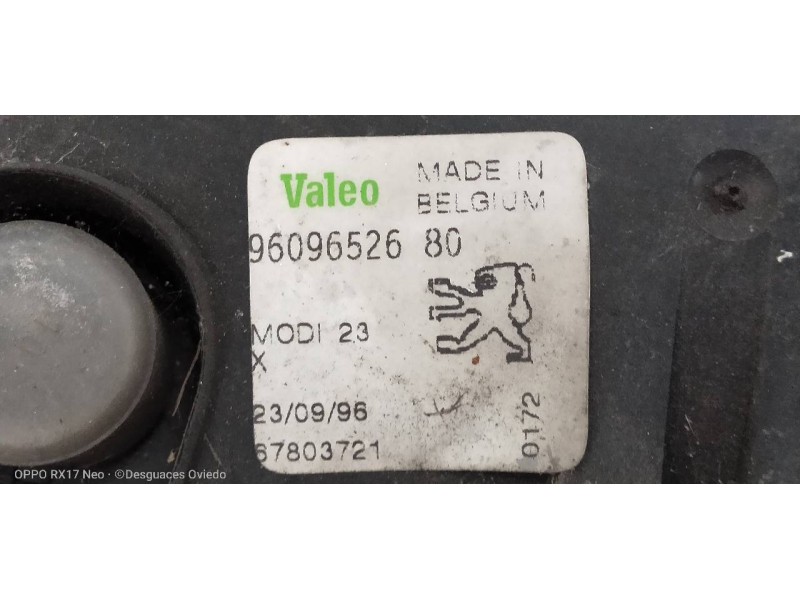 Valeo
MADE IN
BELGIUM
96096526 80
MODI 23
X
23/09/96
67803721
0172
OPPO RX17 Neo · ©Desguaces Oviedo